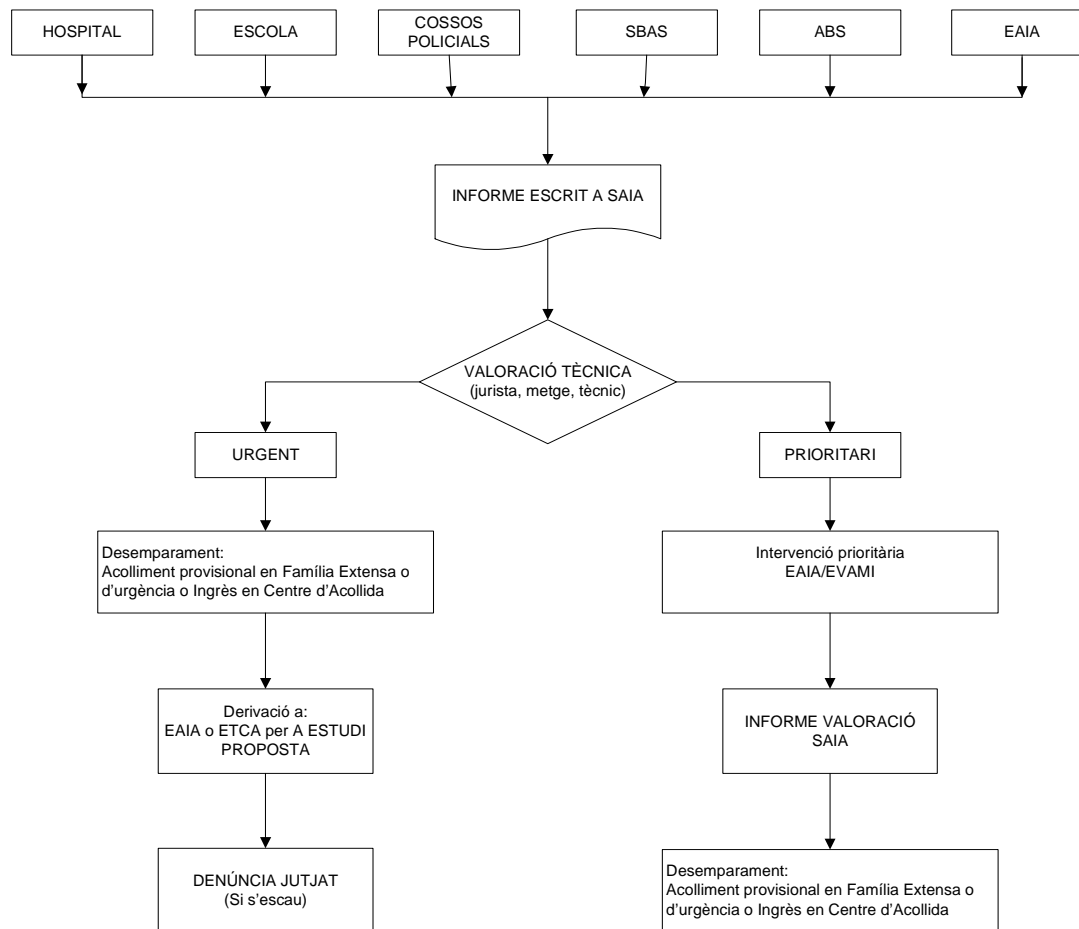 HOSPITAL
ESCOLA
COSSOS
POLICIALS
SBAS
ABS
EAIA
INFORME ESCRIT A SAIA
VALORACIÓ TÈCNICA
(jurista, metge, tècnic)
URGENT
PRIORITARI
Desemparament:
Acolliment provisional en Família Extensa o
d'urgència o Ingrès en Centre d'Acollida
Intervenció prioritària
EAIA/EVAMI
Derivació a:
EAIA o ETCA per A ESTUDI
PROPOSTA
INFORME VALORACIÓ
SAIA
DENÚNCIA JUTJAT
(Si s'escau)
Desemparament:
Acolliment provisional en Família Extensa o
d'urgència o Ingrès en Centre d'Acollida